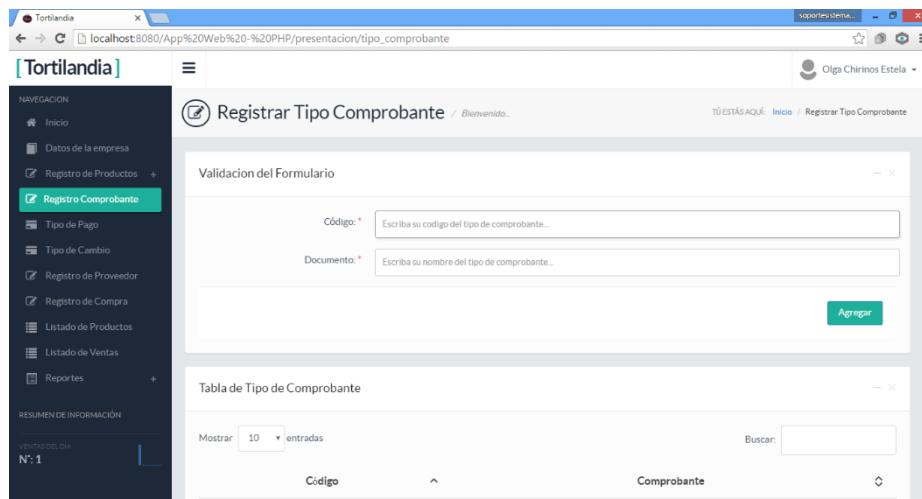 Tortilandia
soportesistema...
localhost:8080/App%20Web%20-%20PHP/presentacion/tipo_comprobante
[Tortilandia]
Olga Chirinos Estela
NAVEGACION
Inicio
Datos de la empresa
Registro de Productos +
Registro Comprobante
Tipo de Pago
Tipo de Cambio
Registro de Proveedor
Registro de Compra
Listado de Productos
Listado de Ventas
Reportes +
RESUMEN DE INFORMACIÓN
VENTAS DEL DÍA
N°: 1
Registrar Tipo Comprobante / Bienvenido..
TÚ ESTÁS AQUÍ: Inicio / Registrar Tipo Comprobante
Validacion del Formulario
Código: *
Escriba su codigo del tipo de comprobante...
Documento: *
Escriba su nombre del tipo de comprobante...
Agregar
Tabla de Tipo de Comprobante
Mostrar 10 entradas
Buscar:
Código
Comprobante